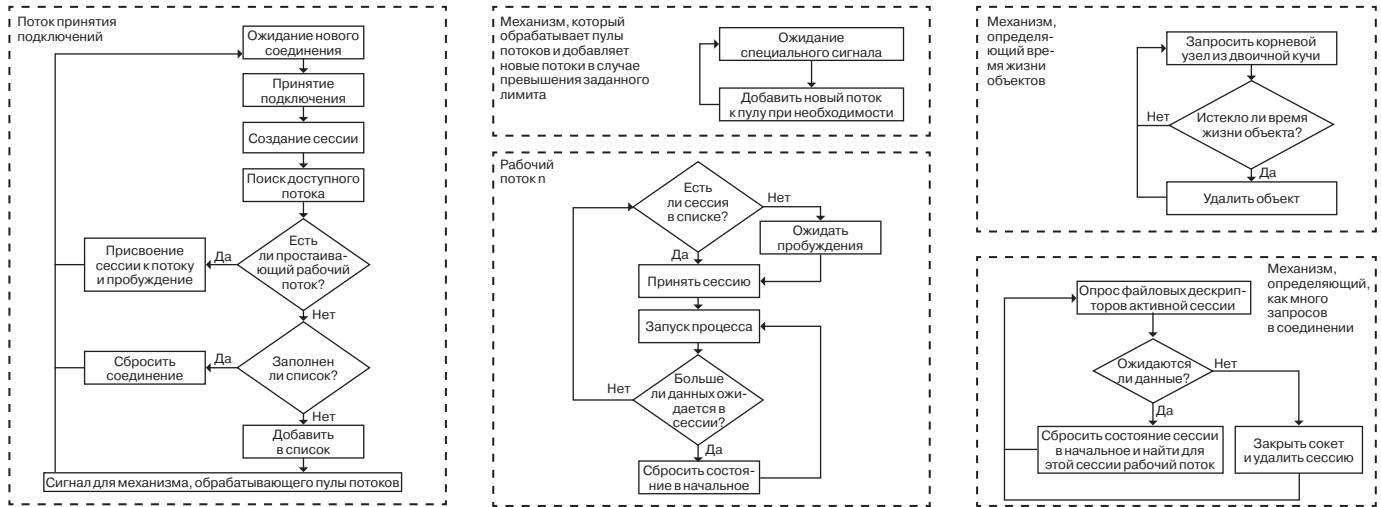 Поток принятия
подключений
Ожидание нового
соединения
Принятие
подключения
Создание сессии
Поиск доступного
потока
Есть
ли простаива-
ющий рабочий
поток?
Да
Присвоение
сессии к потоку
и пробуждение
Нет
Заполнен
ли список?
Да
Сбросить
соединение
Нет
Добавить
в список
Сигнал для механизма, обрабатывающего пулы потоков
Механизм, который
обрабатывает пулы
потоков и добавляет
новые потоки в случае
превышения заданного
лимита
Ожидание
специального сигнала
Добавить новый поток
к пулу при необходимости
Рабочий
поток n
Есть
ли сессия
в списке?
Нет
Ожидать
пробуждения
Да
Принять сессию
Запуск процесса
Больше
ли данных ожи-
дается в
сессии?
Нет
Да
Сбросить состоя-
ние в начальное
Механизм,
определя-
ющий вре-
мя жизни
объектов
Запросить корневой
узел из двоичной кучи
Истекло ли время
жизни объекта?
Нет
Да
Удалить объект
Механизм,
определяющий,
как много
запросов
в соединении
Опрос файловых дескрип-
торов активной сессии
Ожидаются
ли данные?
Нет
Да
Сбросить состояние сессии
в начальное и найти для
этой сессии рабочий поток
Закрыть сокет
и удалить сессию